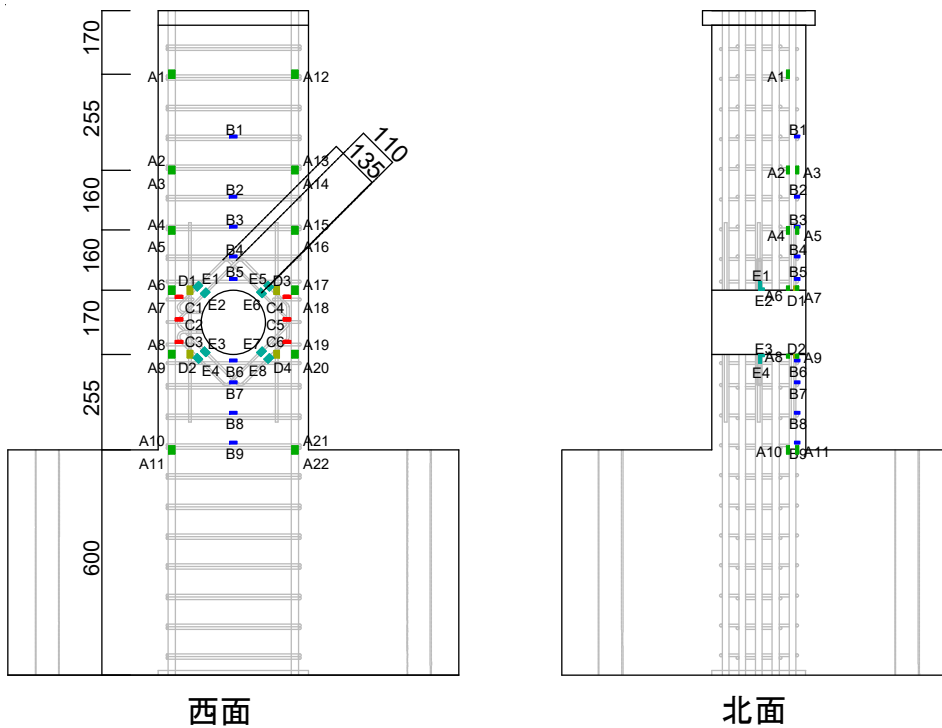 170
255
160
160
170
255
600
110
135
A1 A12
B1
A2 A13
A3 A14
B2
B3
A4 A15
A5 A16
B4
B5
A6 D1 E1 E5 D3 A17
E2 E6
A7 C1 C4 A18
C2 C5
C3 E3 E7 C6
A8 A19
A9 D2 E4 B6 E8 D4 A20
B7
B8
A10 A21
B9
A11 A22
西面
A1
B1
A2 A3
B2
B3
A4 A5
B4
E1 B5
E2 A6 D1 A7
E3 D2
A8 A9
E4 B6
B7
B8
A10 B9 A11
北面